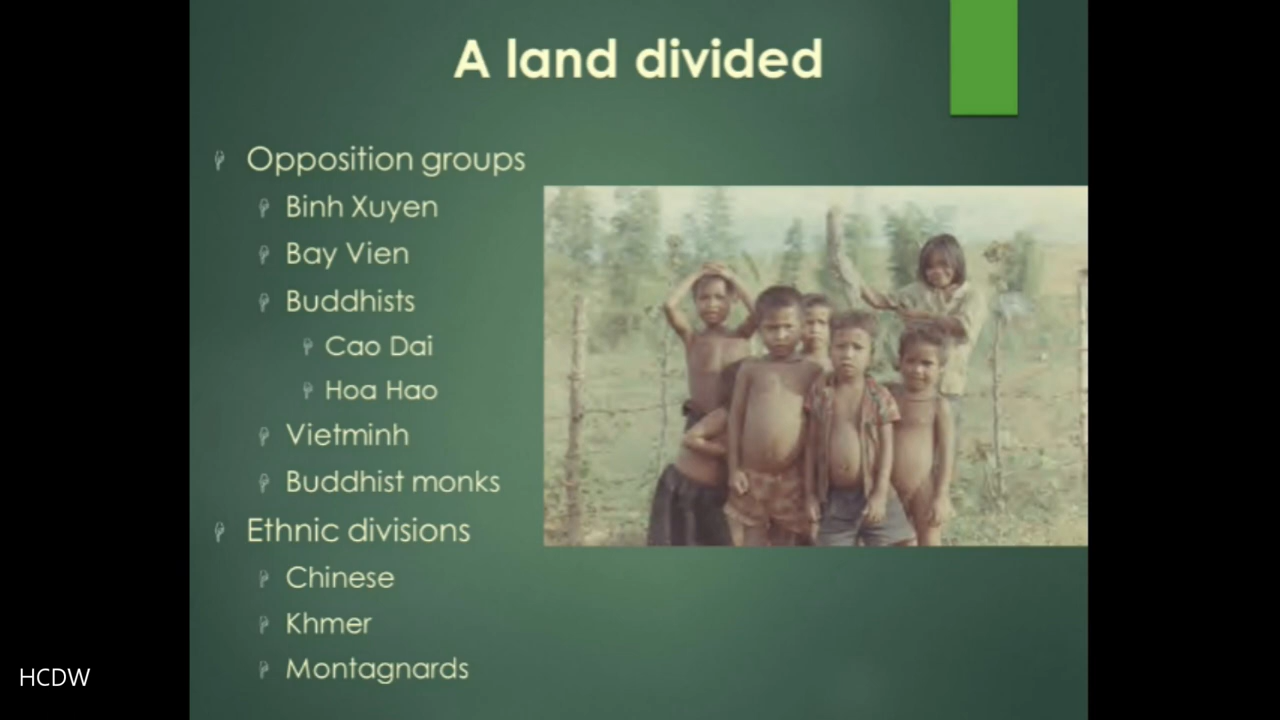 A land divided
Opposition groups
Binh Xuyen
Bay Vien
Buddhists
Cao Dai
Hoa Hao
Vietminh
Buddhist monks
Ethnic divisions
Chinese
Khmer
Montagnards
HCDW